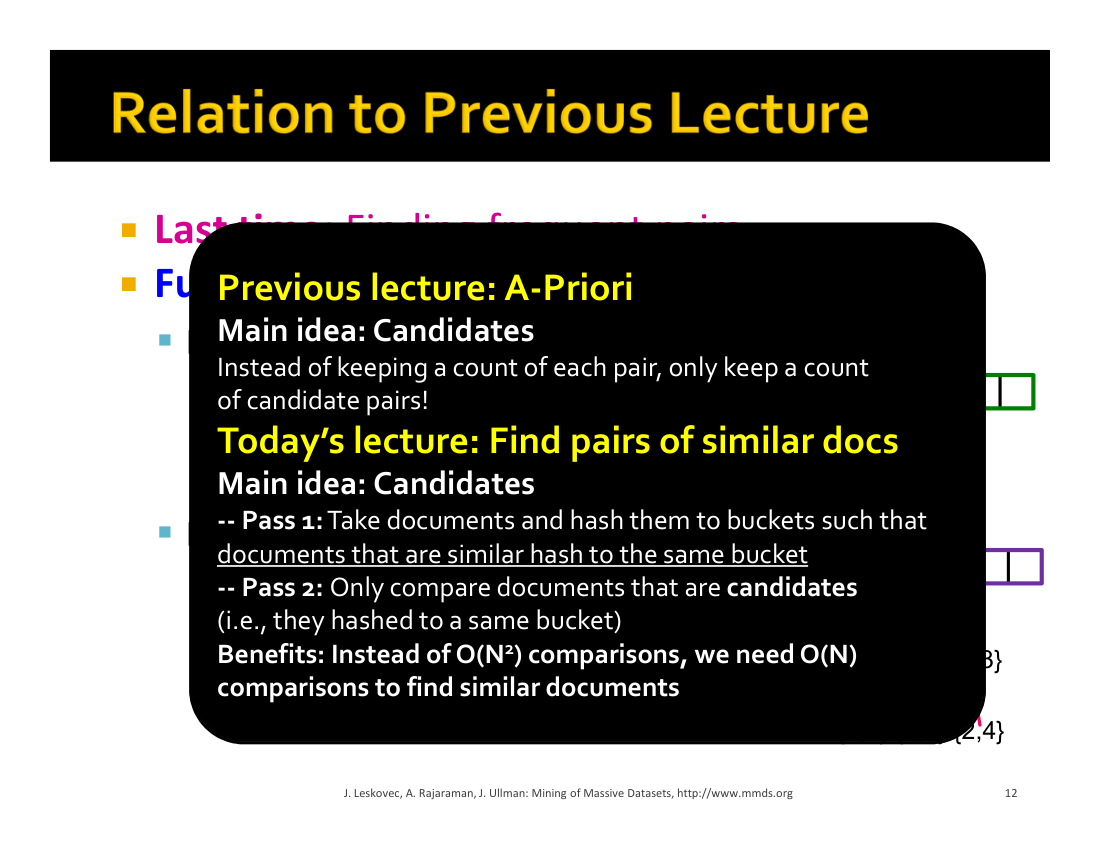 Relation to Previous Lecture
Last time: Finding frequent pairs
Fu
Previous lecture: A-Priori
Main idea: Candidates
Instead of keeping a count of each pair, only keep a count
of candidate pairs!
Today’s lecture: Find pairs of similar docs
Main idea: Candidates
-- Pass 1: Take documents and hash them to buckets such that
documents that are similar hash to the same bucket
-- Pass 2: Only compare documents that are candidates
(i.e., they hashed to a same bucket)
Benefits: Instead of O(N²) comparisons, we need O(N)
comparisons to find similar documents
3}
{2,4}
J. Leskovec, A. Rajaraman, J. Ullman: Mining of Massive Datasets, http://www.mmds.org
12